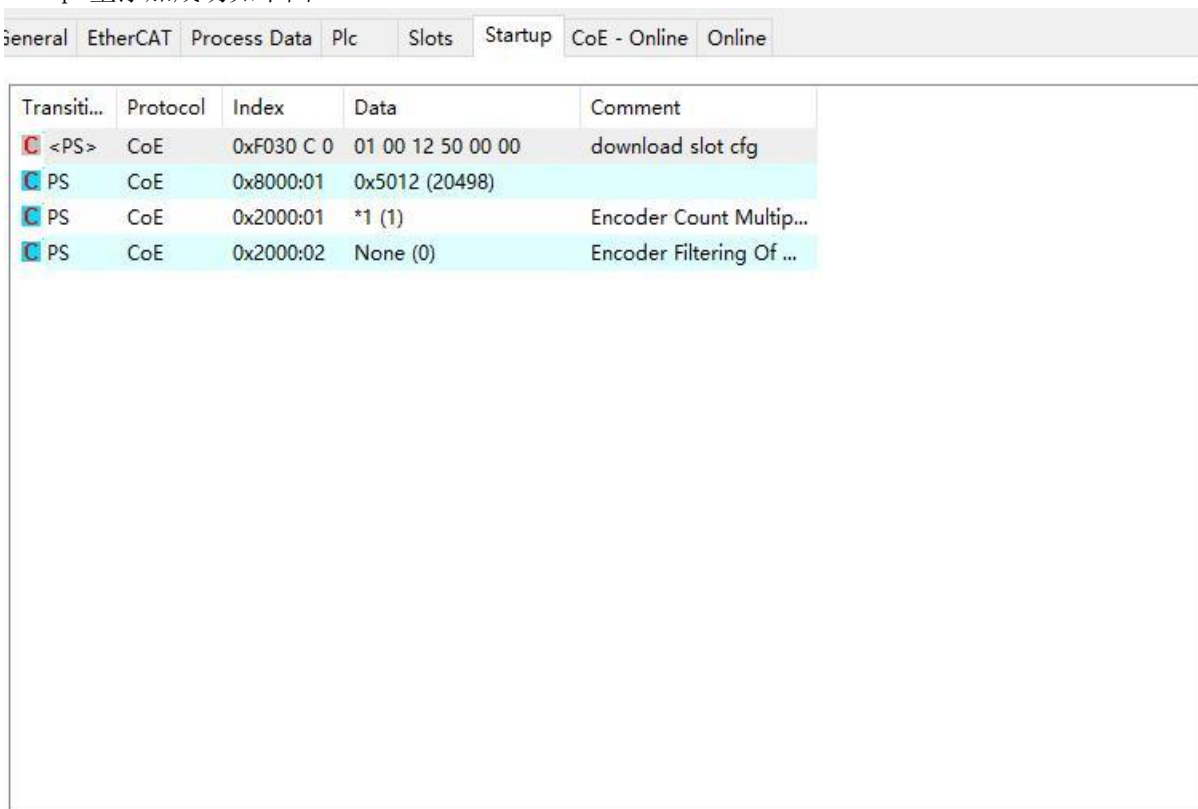 General EtherCAT Process Data Plc Slots Startup CoE - Online Online
Transiti... Protocol Index Data Comment
C <PS> CoE 0xF030 C 0 01 00 12 50 00 00 download slot cfg
C PS CoE 0x8000:01 0x5012 (20498)
C PS CoE 0x2000:01 *1 (1) Encoder Count Multip...
C PS CoE 0x2000:02 None (0) Encoder Filtering Of ...